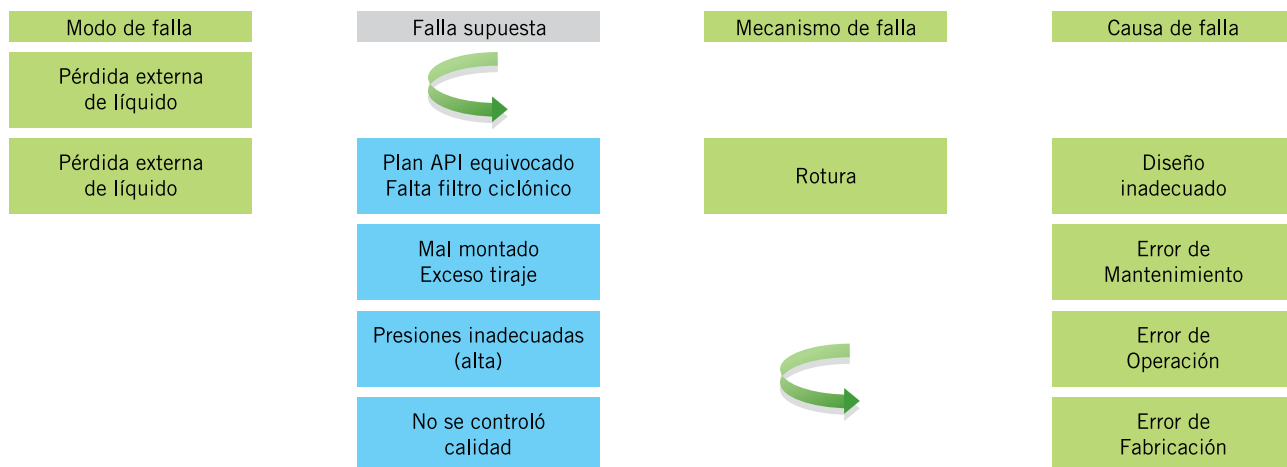 Modo de falla
Falla supuesta
Mecanismo de falla
Causa de falla
Pérdida externa
de líquido
Pérdida externa
de líquido
Plan API equivocado
Falta filtro ciclónico
Rotura
Diseño
inadecuado
Mal montado
Exceso tiraje
Error de
Mantenimiento
Presiones inadecuadas
(alta)
Error de
Operación
No se controló
calidad
Error de
Fabricación